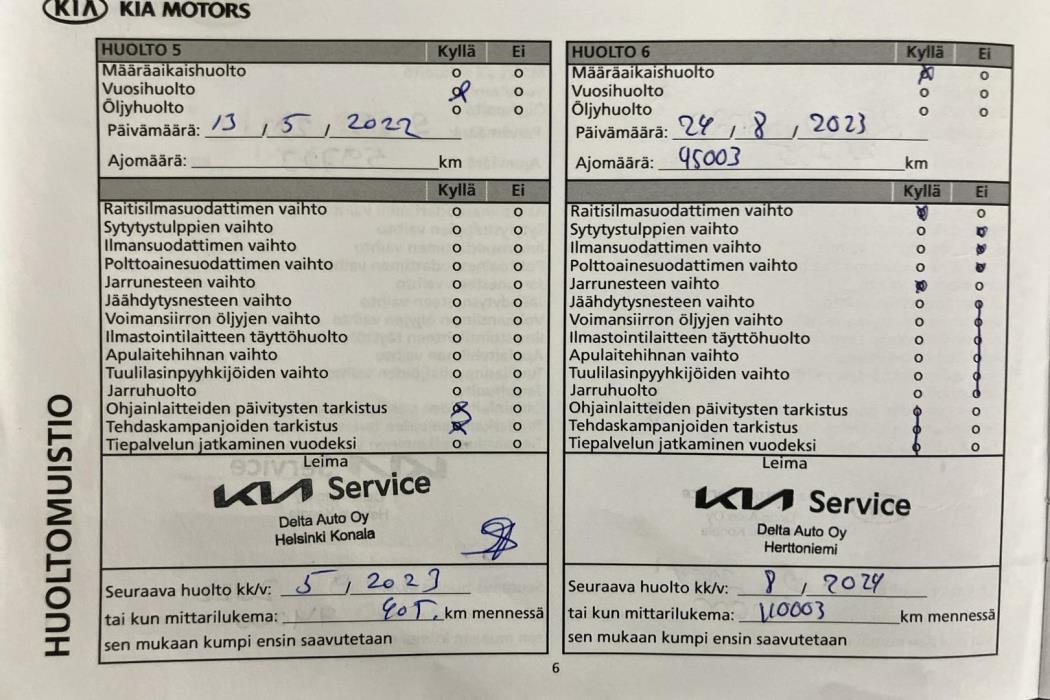 KIA KIA MOTORS
HUOLTOMUISTIO
HUOLTO 5 Kyllä Ei
Määräaikaishuolto
Vuosihuolto
Öljyhuolto
Päivämäärä: 13 / 5 / 2022
Ajomäärä: km
Kyllä Ei
Raitisilmasuodattimen vaihto
Sytytystulppien vaihto
Ilmansuodattimen vaihto
Polttoainesuodattimen vaihto
Jarrunesteen vaihto
Jäähdytysnesteen vaihto
Voimansiirron öljyjen vaihto
Ilmastointilaitteen täyttöhuolto
Apulaitehihnan vaihto
Tuulilasinpyyhkijöiden vaihto
Jarruhuolto
Ohjainlaitteiden päivitysten tarkistus
Tehdaskampanjoiden tarkistus
Tiepalvelun jatkaminen vuodeksi
Leima
KIA Service
Delta Auto Oy
Helsinki Konala
Seuraava huolto kk/v: 5 / 2023
tai kun mittarilukema: 90T. km mennessä
sen mukaan kumpi ensin saavutetaan
HUOLTO 6 Kyllä Ei
Määräaikaishuolto
Vuosihuolto
Öljyhuolto
Päivämäärä: 24 / 8 / 2023
Ajomäärä: 95003 km
Kyllä Ei
Raitisilmasuodattimen vaihto
Sytytystulppien vaihto
Ilmansuodattimen vaihto
Polttoainesuodattimen vaihto
Jarrunesteen vaihto
Jäähdytysnesteen vaihto
Voimansiirron öljyjen vaihto
Ilmastointilaitteen täyttöhuolto
Apulaitehihnan vaihto
Tuulilasinpyyhkijöiden vaihto
Jarruhuolto
Ohjainlaitteiden päivitysten tarkistus
Tehdaskampanjoiden tarkistus
Tiepalvelun jatkaminen vuodeksi
Leima
KIA Service
Delta Auto Oy
Herttoniemi
Seuraava huolto kk/v: 8 / 2024
tai kun mittarilukema: 110003 km mennessä
sen mukaan kumpi ensin saavutetaan
6